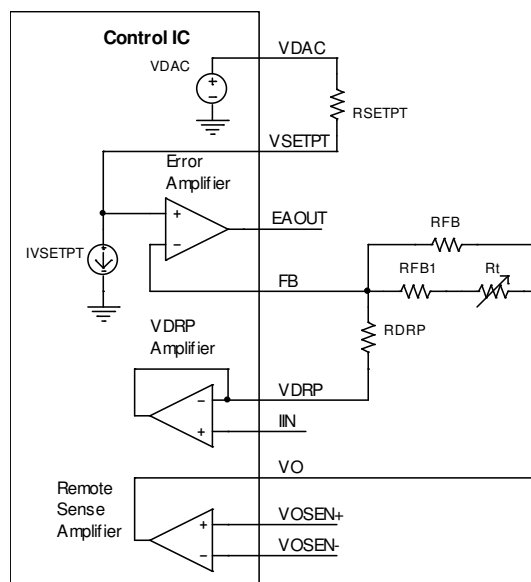 Control IC
VDAC
VDAC
+
−
RSETPT
VSETPT
Error
Amplifier
+
−
EAOUT
IVSETPT
RFB
FB
RFB1
Rt
RDRP
VDRP
Amplifier
−
+
VDRP
IIN
VO
Remote
Sense
Amplifier
+
−
VOSEN+
VOSEN-